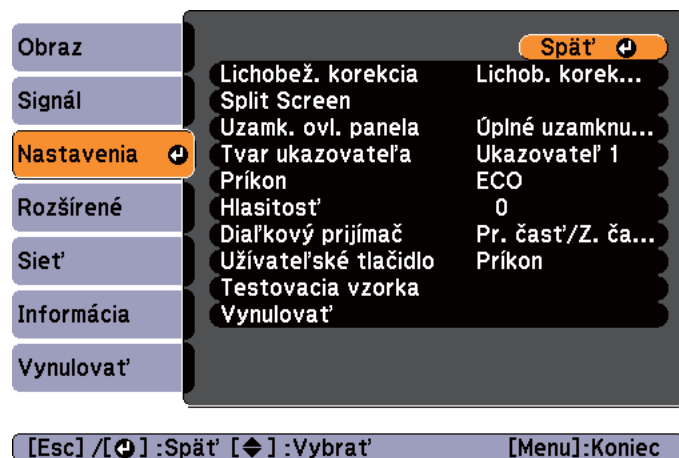 Obraz
Signál
Nastavenia
Rozšírené
Sieť
Informácia
Vynulovať
Späť
Lichobež. korekcia Lichob. korek...
Split Screen
Uzamk. ovl. panela Úplné uzamknu...
Tvar ukazovateľa Ukazovateľ 1
Príkon ECO
Hlasitosť 0
Diaľkový prijímač Pr. časť/Z. ča...
Užívateľské tlačidlo Príkon
Testovacia vzorka
Vynulovať
[Esc] /[ ] :Späť [ ] :Vybrať [Menu]:Koniec